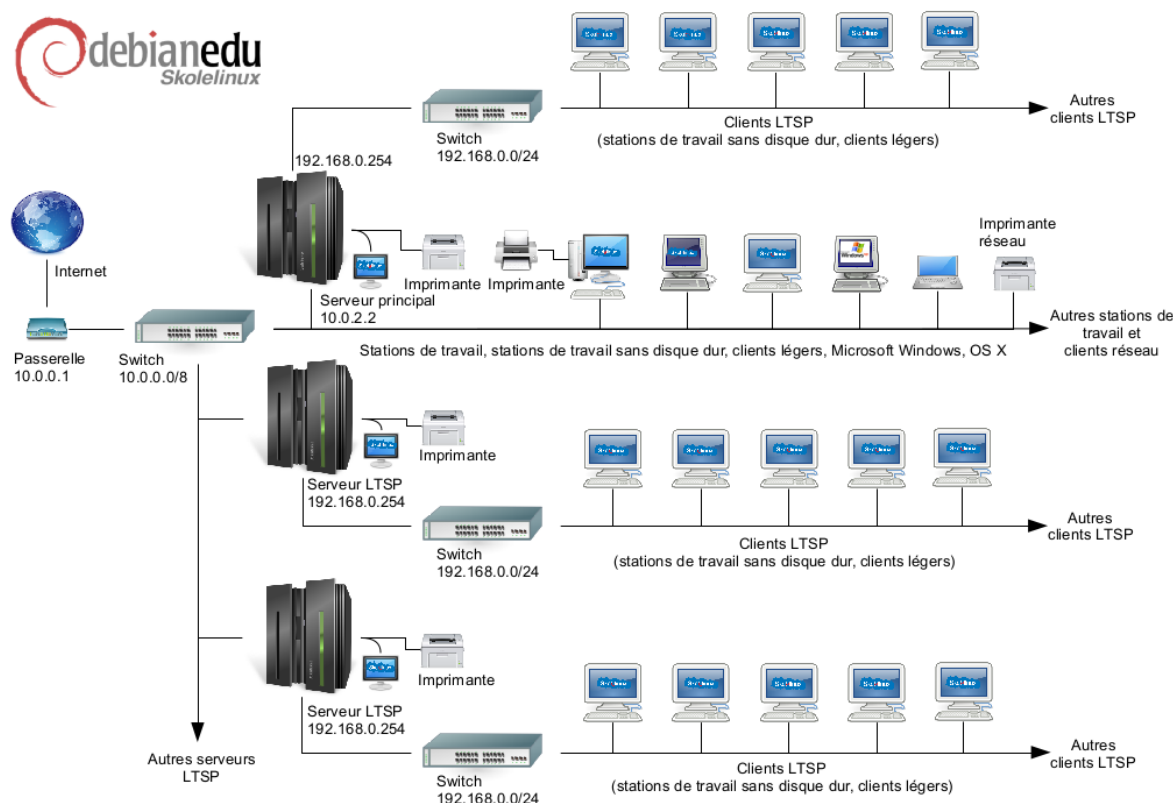 debianedu
Skolelinux
192.168.0.254
Switch
192.168.0.0/24
Clients LTSP
(stations de travail sans disque dur, clients légers)
Autres
clients LTSP
Internet
Passerelle
10.0.0.1
Switch
10.0.0.0/8
Serveur principal
10.0.2.2
Imprimante
Imprimante
Windows
Imprimante
réseau
Stations de travail, stations de travail sans disque dur, clients légers, Microsoft Windows, OS X
Autres stations de
travail et
clients réseau
Imprimante
Serveur LTSP
192.168.0.254
Switch
192.168.0.0/24
Clients LTSP
(stations de travail sans disque dur, clients légers)
Autres
clients LTSP
Imprimante
Serveur LTSP
192.168.0.254
Switch
192.168.0.0/24
Clients LTSP
(stations de travail sans disque dur, clients légers)
Autres
clients LTSP
Autres serveurs
LTSP